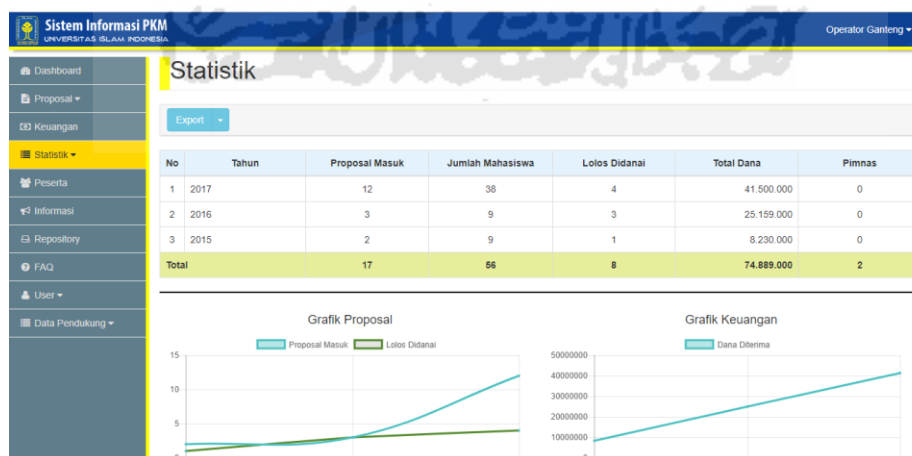 Sistem Informasi PKM
UNIVERSITAS ISLAM INDONESIA
Operator Ganteng
Dashboard
Proposal
Keuangan
Statistik
Peserta
Informasi
Repository
FAQ
User
Data Pendukung
Statistik
Export
No Tahun Proposal Masuk Jumlah Mahasiswa Lolos Didanai Total Dana Pimnas
1 2017 12 38 4 41.500.000 0
2 2016 3 9 3 25.159.000 0
3 2015 2 9 1 8.230.000 0
Total 17 56 8 74.889.000 2
Grafik Proposal
Proposal Masuk Lolos Didanai
15
10
5
0
Grafik Keuangan
Dana Diterima
50000000
40000000
30000000
20000000
10000000
0